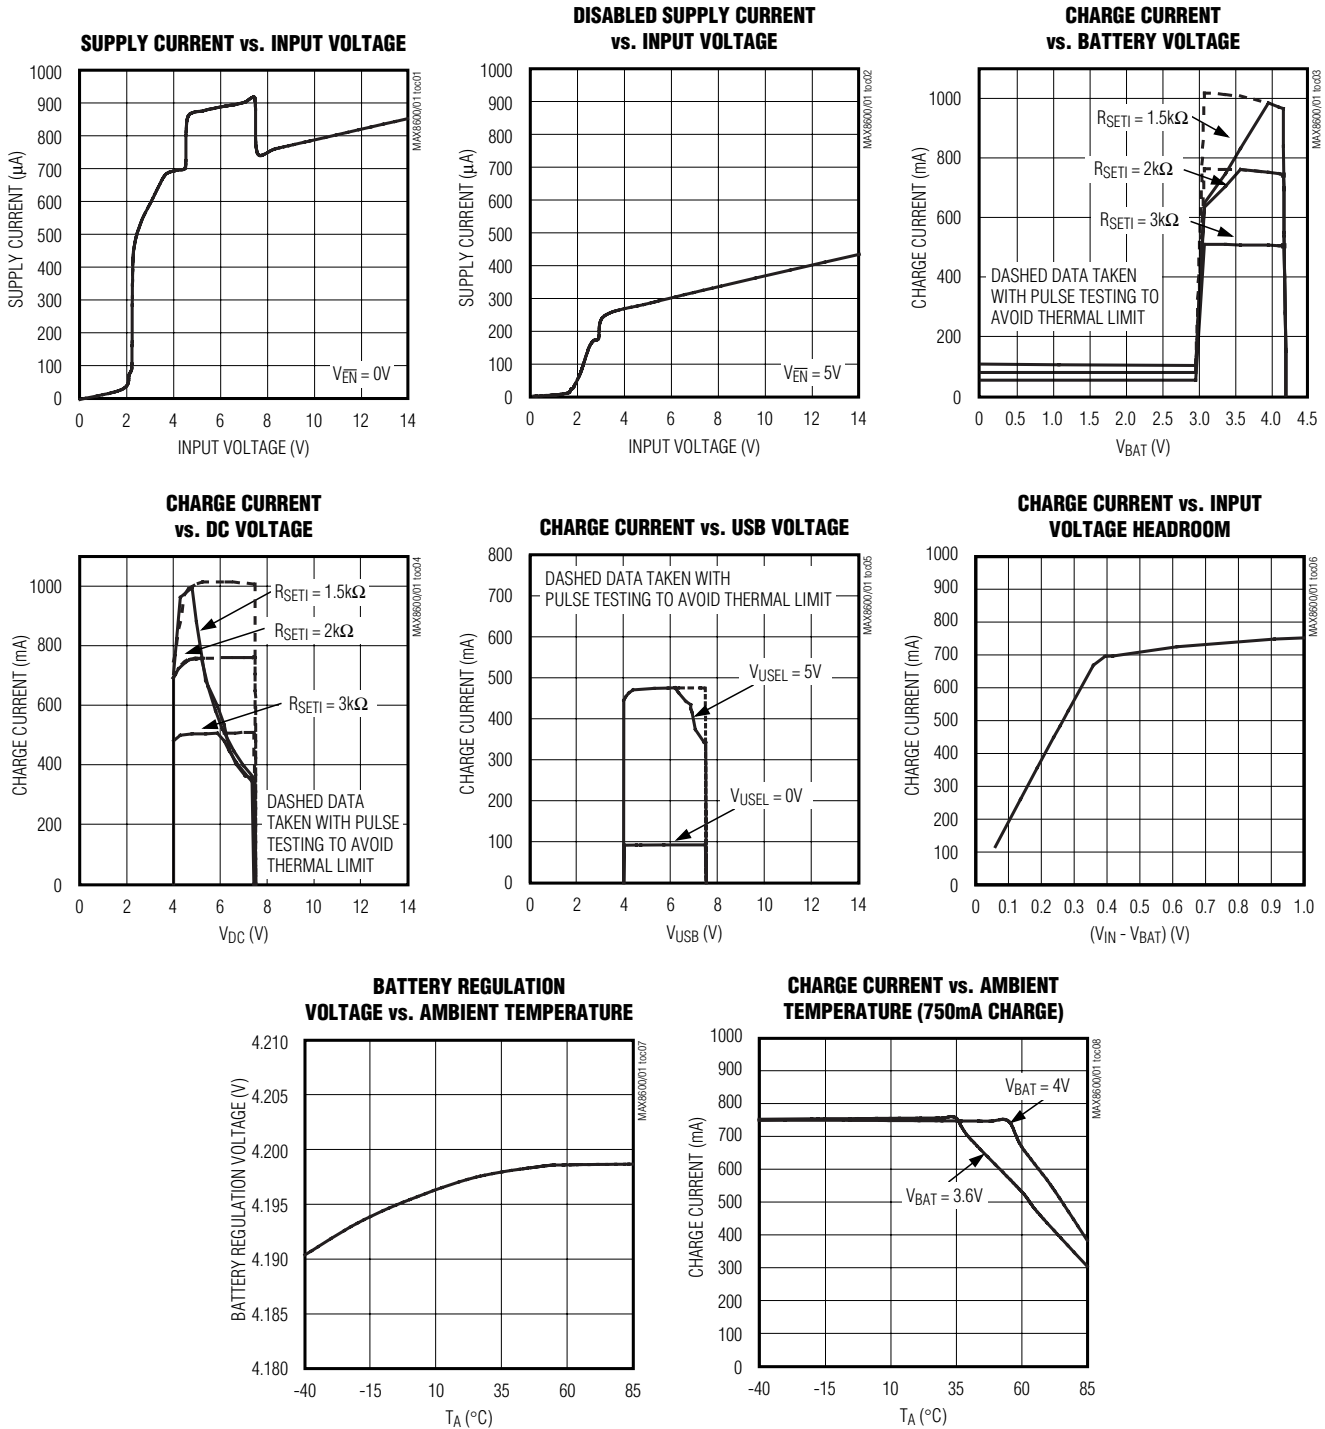 SUPPLY CURRENT vs. INPUT VOLTAGE
1000
900
800
700
600
500
400
300
200
100
0
SUPPLY CURRENT (µA)
MAX8600/01 toc01
VEN̅ = 0V
0 2 4 6 8 10 12 14
INPUT VOLTAGE (V)
DISABLED SUPPLY CURRENT
vs. INPUT VOLTAGE
1000
900
800
700
600
500
400
300
200
100
0
SUPPLY CURRENT (µA)
MAX8600/01 toc02
VEN̅ = 5V
0 2 4 6 8 10 12 14
INPUT VOLTAGE (V)
CHARGE CURRENT
vs. BATTERY VOLTAGE
1000
800
600
400
200
0
CHARGE CURRENT (mA)
MAX8600/01 toc03
RSETI = 1.5kΩ
RSETI = 2kΩ
RSETI = 3kΩ
DASHED DATA TAKEN
WITH PULSE TESTING TO
AVOID THERMAL LIMIT
0 0.5 1.0 1.5 2.0 2.5 3.0 3.5 4.0 4.5
VBAT (V)
CHARGE CURRENT
vs. DC VOLTAGE
1000
800
600
400
200
0
CHARGE CURRENT (mA)
MAX8600/01 toc04
RSETI = 1.5kΩ
RSETI = 2kΩ
RSETI = 3kΩ
DASHED DATA
TAKEN WITH PULSE
TESTING TO AVOID
THERMAL LIMIT
0 2 4 6 8 10 12 14
VDC (V)
CHARGE CURRENT vs. USB VOLTAGE
800
700
600
500
400
300
200
100
0
CHARGE CURRENT (mA)
MAX8600/01 toc05
DASHED DATA TAKEN WITH
PULSE TESTING TO AVOID THERMAL LIMIT
VUSEL = 5V
VUSEL = 0V
0 2 4 6 8 10 12 14
VUSB (V)
CHARGE CURRENT vs. INPUT
VOLTAGE HEADROOM
1000
900
800
700
600
500
400
300
200
100
0
CHARGE CURRENT (mA)
MAX8600/01 toc06
0 0.1 0.2 0.3 0.4 0.5 0.6 0.7 0.8 0.9 1.0
(VIN - VBAT) (V)
BATTERY REGULATION
VOLTAGE vs. AMBIENT TEMPERATURE
4.210
4.205
4.200
4.195
4.190
4.185
4.180
BATTERY REGULATION VOLTAGE (V)
MAX8600/01 toc07
-40 -15 10 35 60 85
TA (°C)
CHARGE CURRENT vs. AMBIENT
TEMPERATURE (750mA CHARGE)
1000
900
800
700
600
500
400
300
200
100
0
CHARGE CURRENT (mA)
MAX8600/01 toc08
VBAT = 4V
VBAT = 3.6V
-40 -15 10 35 60 85
TA (°C)